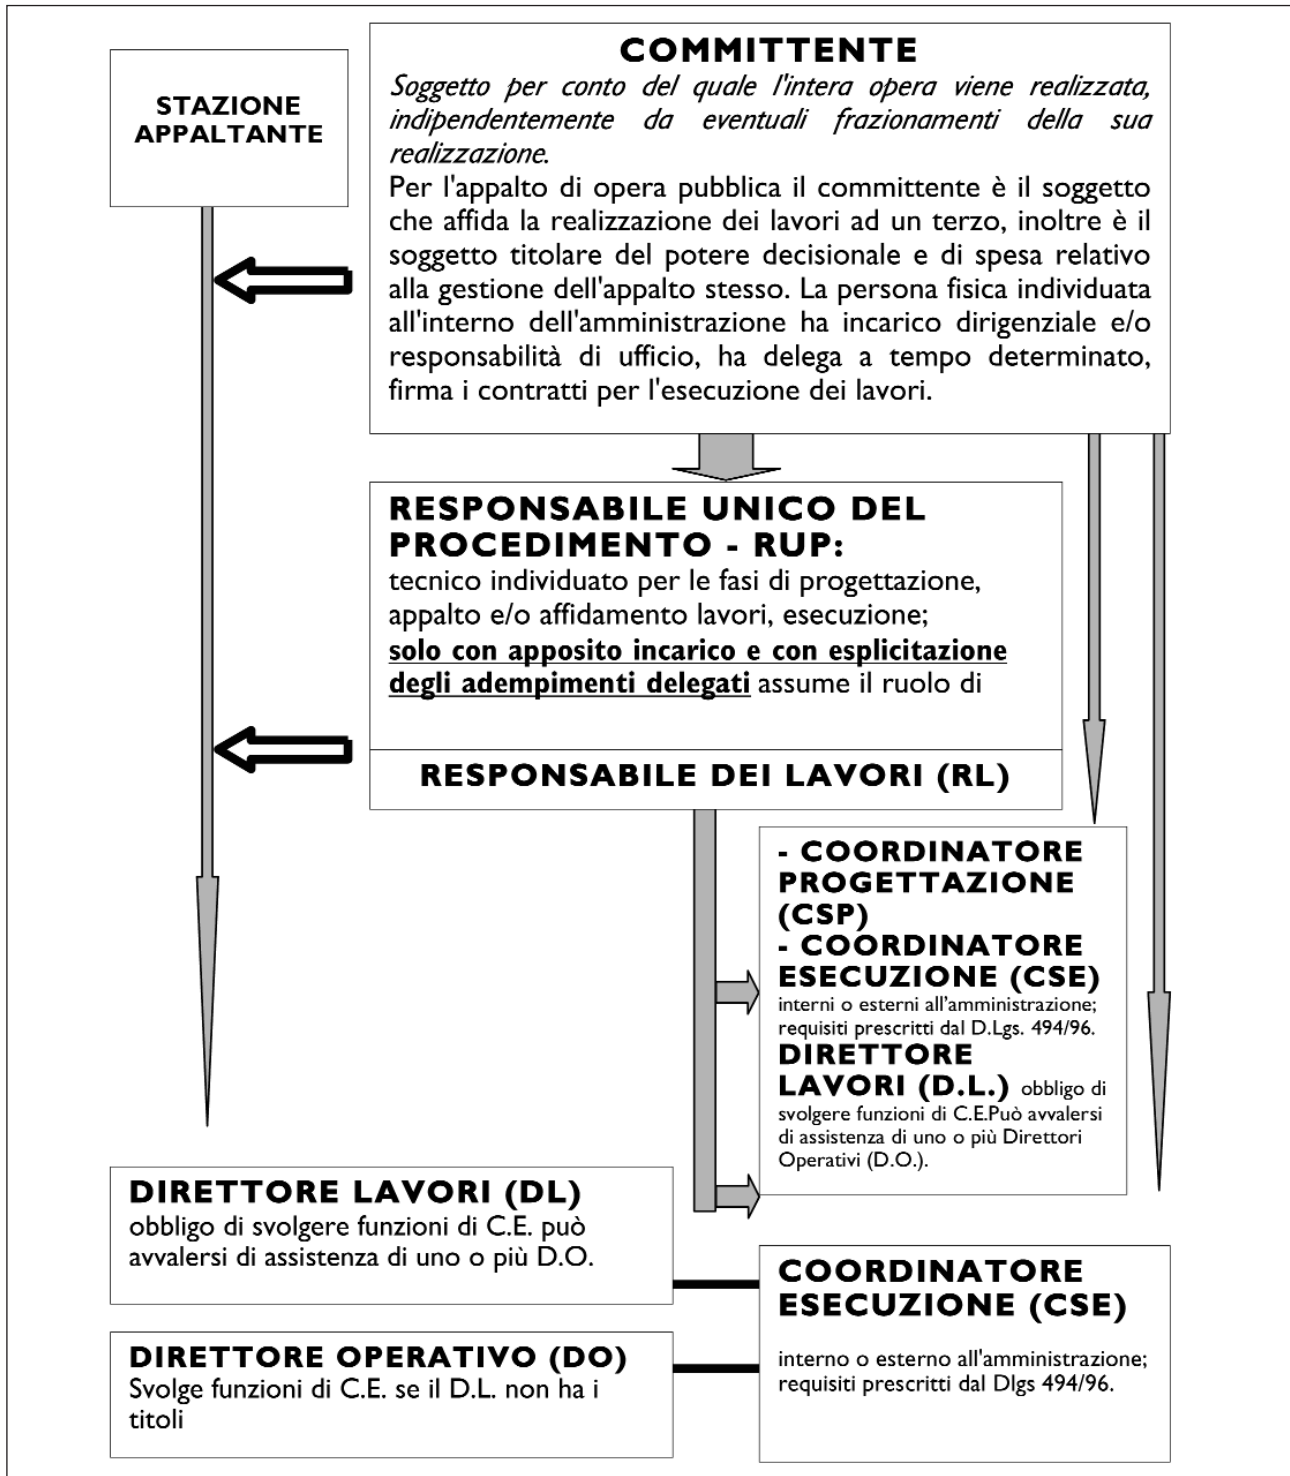 STAZIONE
APPALTANTE
COMMITTENTE
Soggetto per conto del quale l'intera opera viene realizzata,
indipendentemente da eventuali frazionamenti della sua
realizzazione.
Per l'appalto di opera pubblica il committente è il soggetto
che affida la realizzazione dei lavori ad un terzo, inoltre è il
soggetto titolare del potere decisionale e di spesa relativo
alla gestione dell'appalto stesso. La persona fisica individuata
all'interno dell'amministrazione ha incarico dirigenziale e/o
responsabilità di ufficio, ha delega a tempo determinato,
firma i contratti per l'esecuzione dei lavori.
RESPONSABILE UNICO DEL
PROCEDIMENTO - RUP:
tecnico individuato per le fasi di progettazione,
appalto e/o affidamento lavori, esecuzione;
solo con apposito incarico e con esplicitazione
degli adempimenti delegati assume il ruolo di
RESPONSABILE DEI LAVORI (RL)
- COORDINATORE
PROGETTAZIONE
(CSP)
- COORDINATORE
ESECUZIONE (CSE)
interni o esterni all'amministrazione;
requisiti prescritti dal D.Lgs. 494/96.
DIRETTORE
LAVORI (D.L.) obbligo di
svolgere funzioni di C.E.Può avvalersi
di assistenza di uno o più Direttori
Operativi (D.O.).
DIRETTORE LAVORI (DL)
obbligo di svolgere funzioni di C.E. può
avvalersi di assistenza di uno o più D.O.
DIRETTORE OPERATIVO (DO)
Svolge funzioni di C.E. se il D.L. non ha i
titoli
COORDINATORE
ESECUZIONE (CSE)
interno o esterno all'amministrazione;
requisiti prescritti dal Dlgs 494/96.